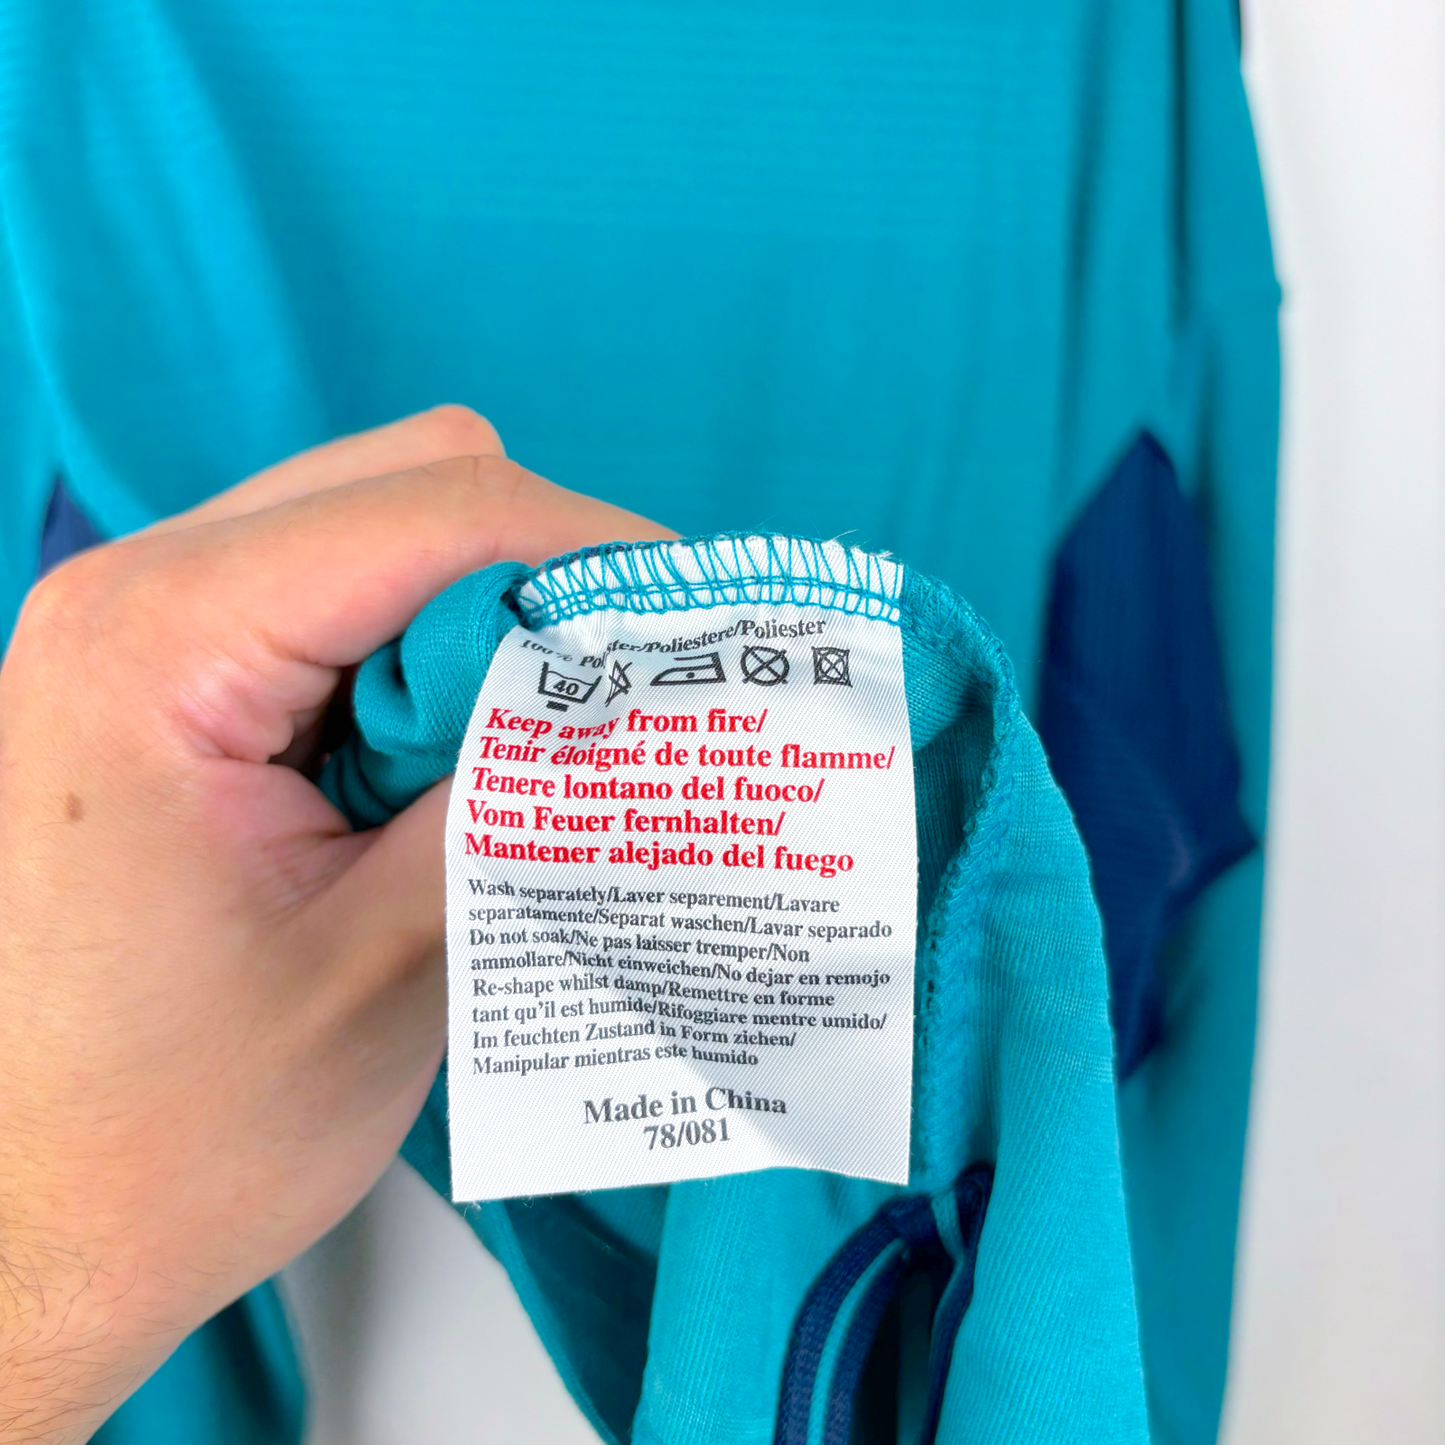 100% Polyester/Poliestere/Poliester
40
Keep away from fire/
Tenir éloigné de toute flamme/
Tenere lontano del fuoco/
Vom Feuer fernhalten/
Mantener alejado del fuego
Wash separately/Laver separement/Lavare
separatamente/Separat waschen/Lavar separado
Do not soak/Ne pas laisser tremper/Non
ammollare/Nicht einweichen/No dejar en remojo
Re-shape whilst damp/Remettre en forme
tant qu'il est humide/Rifoggiare mentre umido/
Im feuchten Zustand in Form ziehen/
Manipular mientras este humido
Made in China
78/081